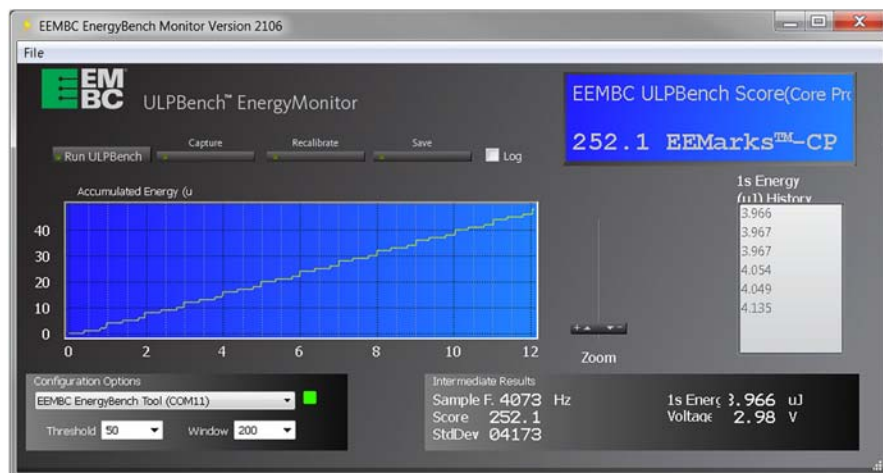 EEMBC EnergyBench Monitor Version 2106
File
EM
BC
ULPBench™ EnergyMonitor
EEMBC ULPBench Score(Core Pr
252.1 EEMarks™-CP
Run ULPBench
Capture
Recalibrate
Save
Log
Accumulated Energy (u
40
30
20
10
0
0 2 4 6 8 10 12
Zoom
1s Energy
(uJ) History
3.966
3.967
3.967
4.054
4.049
4.135
Configuration Options
EEMBC EnergyBench Tool (COM11)
Threshold 50 Window 200
Intermediate Results
Sample F. 4073 Hz 1s Energ 3.966 uJ
Score 252.1 Voltage 2.98 V
StdDev 04173